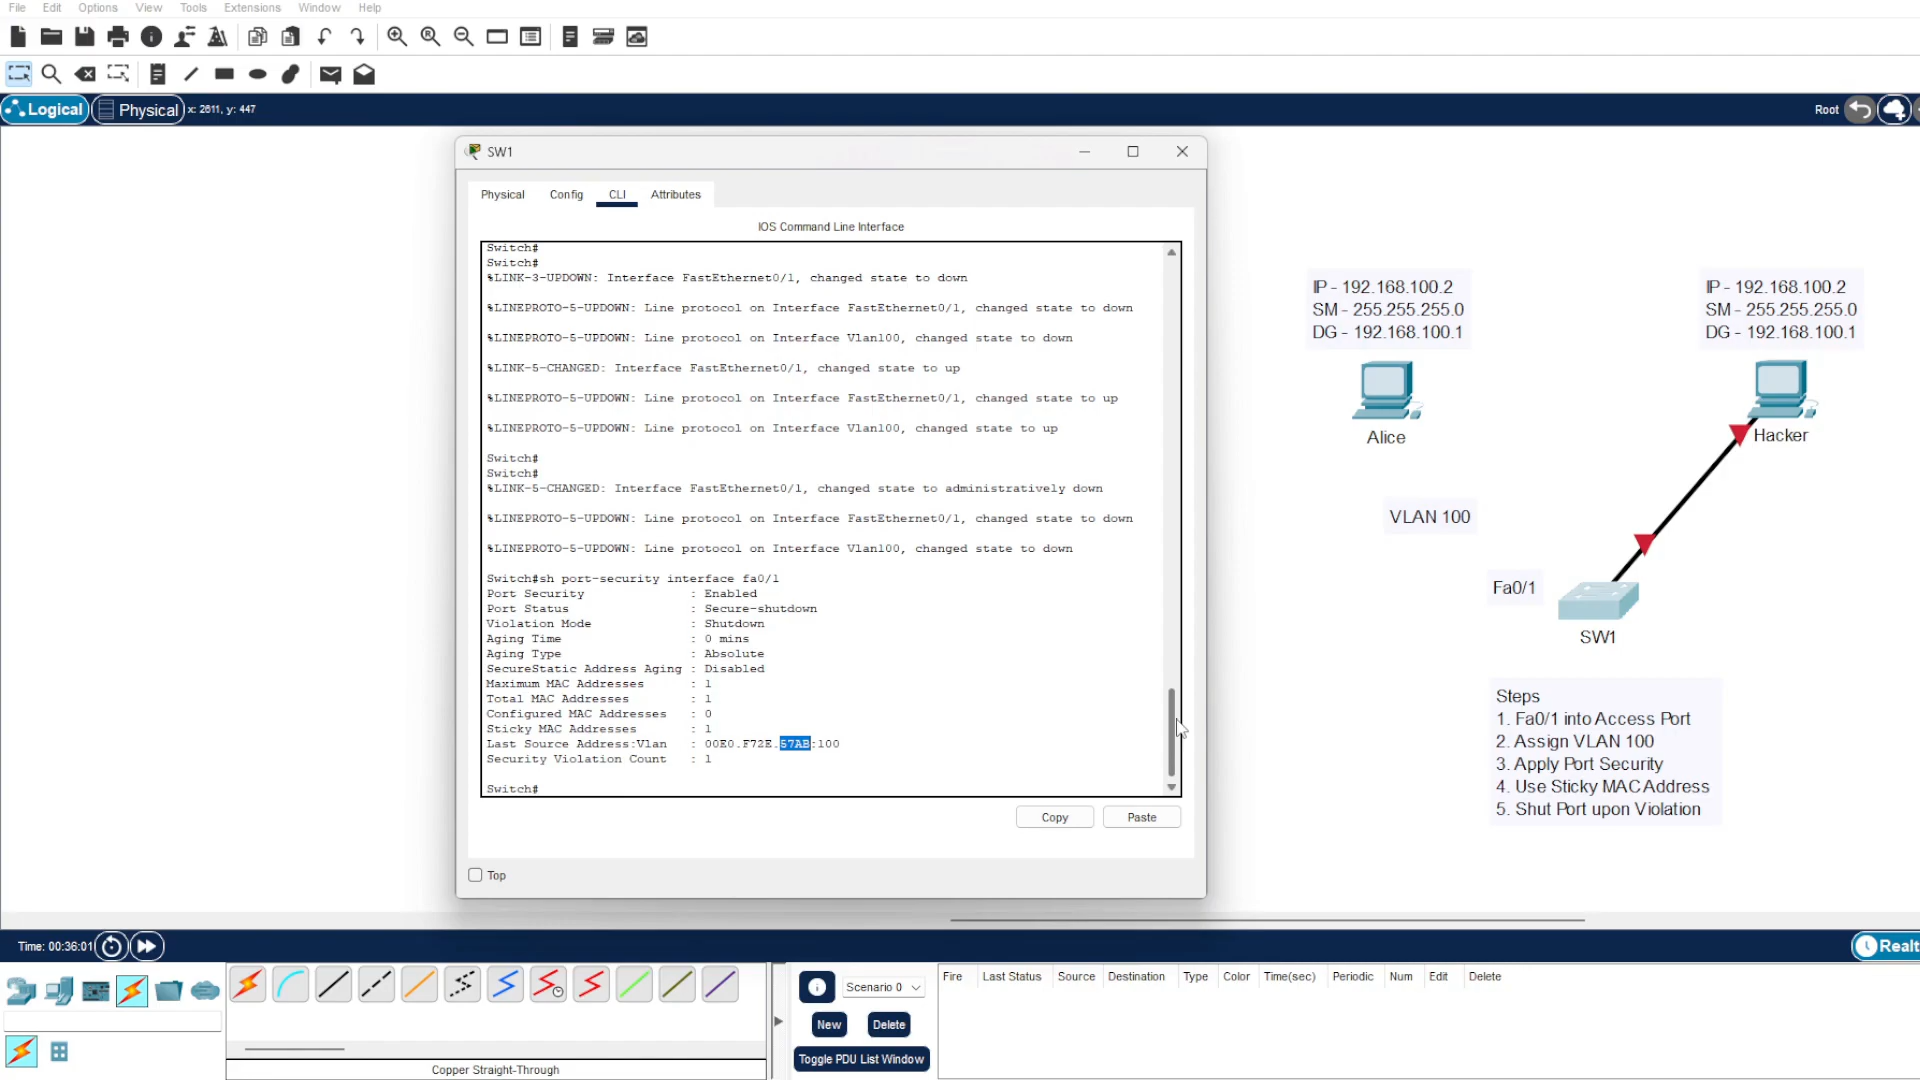 File Edit Options View Tools Extensions Window Help
Logical Physical x: 2611, y: 447 Root
SW1
Physical Config CLI Attributes
IOS Command Line Interface
Switch#
Switch#
%LINK-3-UPDOWN: Interface FastEthernet0/1, changed state to down
%LINEPROTO-5-UPDOWN: Line protocol on Interface FastEthernet0/1, changed state to down
%LINEPROTO-5-UPDOWN: Line protocol on Interface Vlan100, changed state to down
%LINK-5-CHANGED: Interface FastEthernet0/1, changed state to up
%LINEPROTO-5-UPDOWN: Line protocol on Interface FastEthernet0/1, changed state to up
%LINEPROTO-5-UPDOWN: Line protocol on Interface Vlan100, changed state to up
Switch#
Switch#
%LINK-5-CHANGED: Interface FastEthernet0/1, changed state to administratively down
%LINEPROTO-5-UPDOWN: Line protocol on Interface FastEthernet0/1, changed state to down
%LINEPROTO-5-UPDOWN: Line protocol on Interface Vlan100, changed state to down
Switch#sh port-security interface fa0/1
Port Security : Enabled
Port Status : Secure-shutdown
Violation Mode : Shutdown
Aging Time : 0 mins
Aging Type : Absolute
SecureStatic Address Aging : Disabled
Maximum MAC Addresses : 1
Total MAC Addresses : 1
Configured MAC Addresses : 0
Sticky MAC Addresses : 1
Last Source Address:Vlan : 00E0.F72E.57AB:100
Security Violation Count : 1
Switch#
Copy Paste
Top
IP - 192.168.100.2
SM - 255.255.255.0
DG - 192.168.100.1
Alice
IP - 192.168.100.2
SM - 255.255.255.0
DG - 192.168.100.1
Hacker
VLAN 100
Fa0/1
SW1
Steps
1. Fa0/1 into Access Port
2. Assign VLAN 100
3. Apply Port Security
4. Use Sticky MAC Address
5. Shut Port upon Violation
Time: 00:36:01 Realt
Scenario 0
New Delete
Toggle PDU List Window
Fire Last Status Source Destination Type Color Time(sec) Periodic Num Edit Delete
Copper Straight-Through